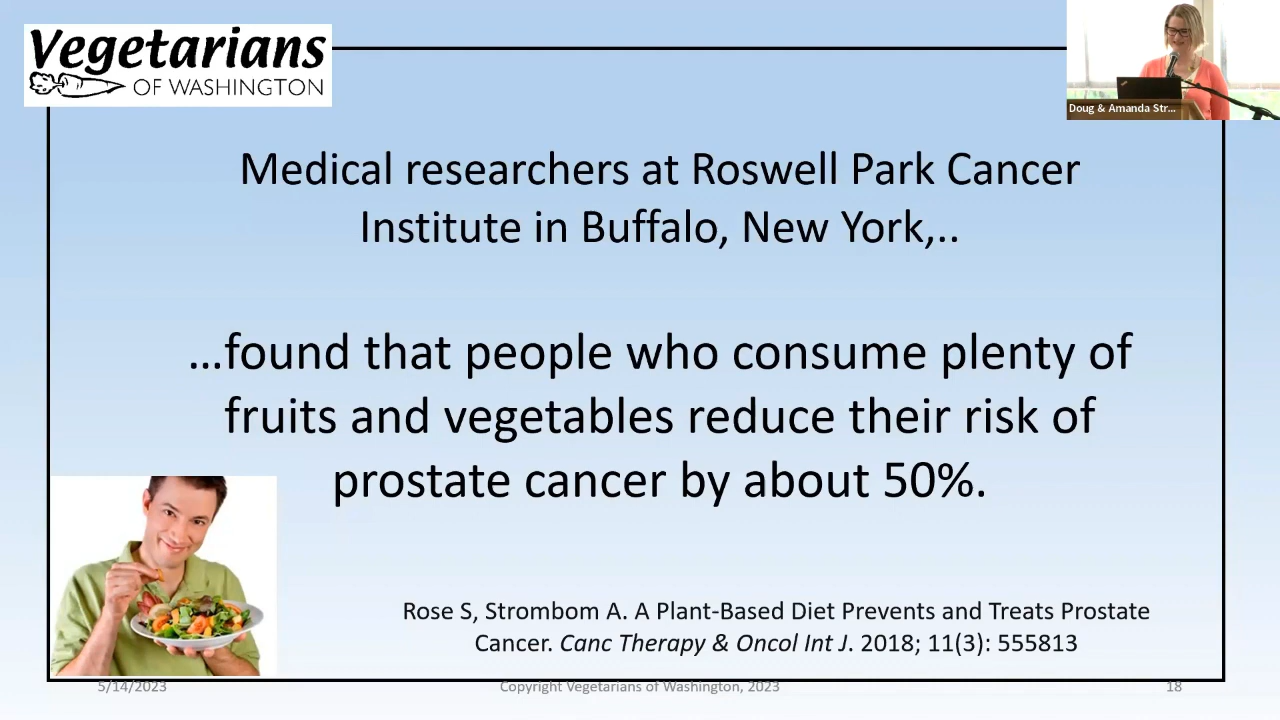 Vegetarians
OF WASHINGTON
Doug & Amanda Str...
Medical researchers at Roswell Park Cancer
Institute in Buffalo, New York,..
...found that people who consume plenty of
fruits and vegetables reduce their risk of
prostate cancer by about 50%.
Rose S, Strombom A. A Plant-Based Diet Prevents and Treats Prostate
Cancer. Canc Therapy & Oncol Int J. 2018; 11(3): 555813
5/14/2023 Copyright Vegetarians of Washington, 2023 18